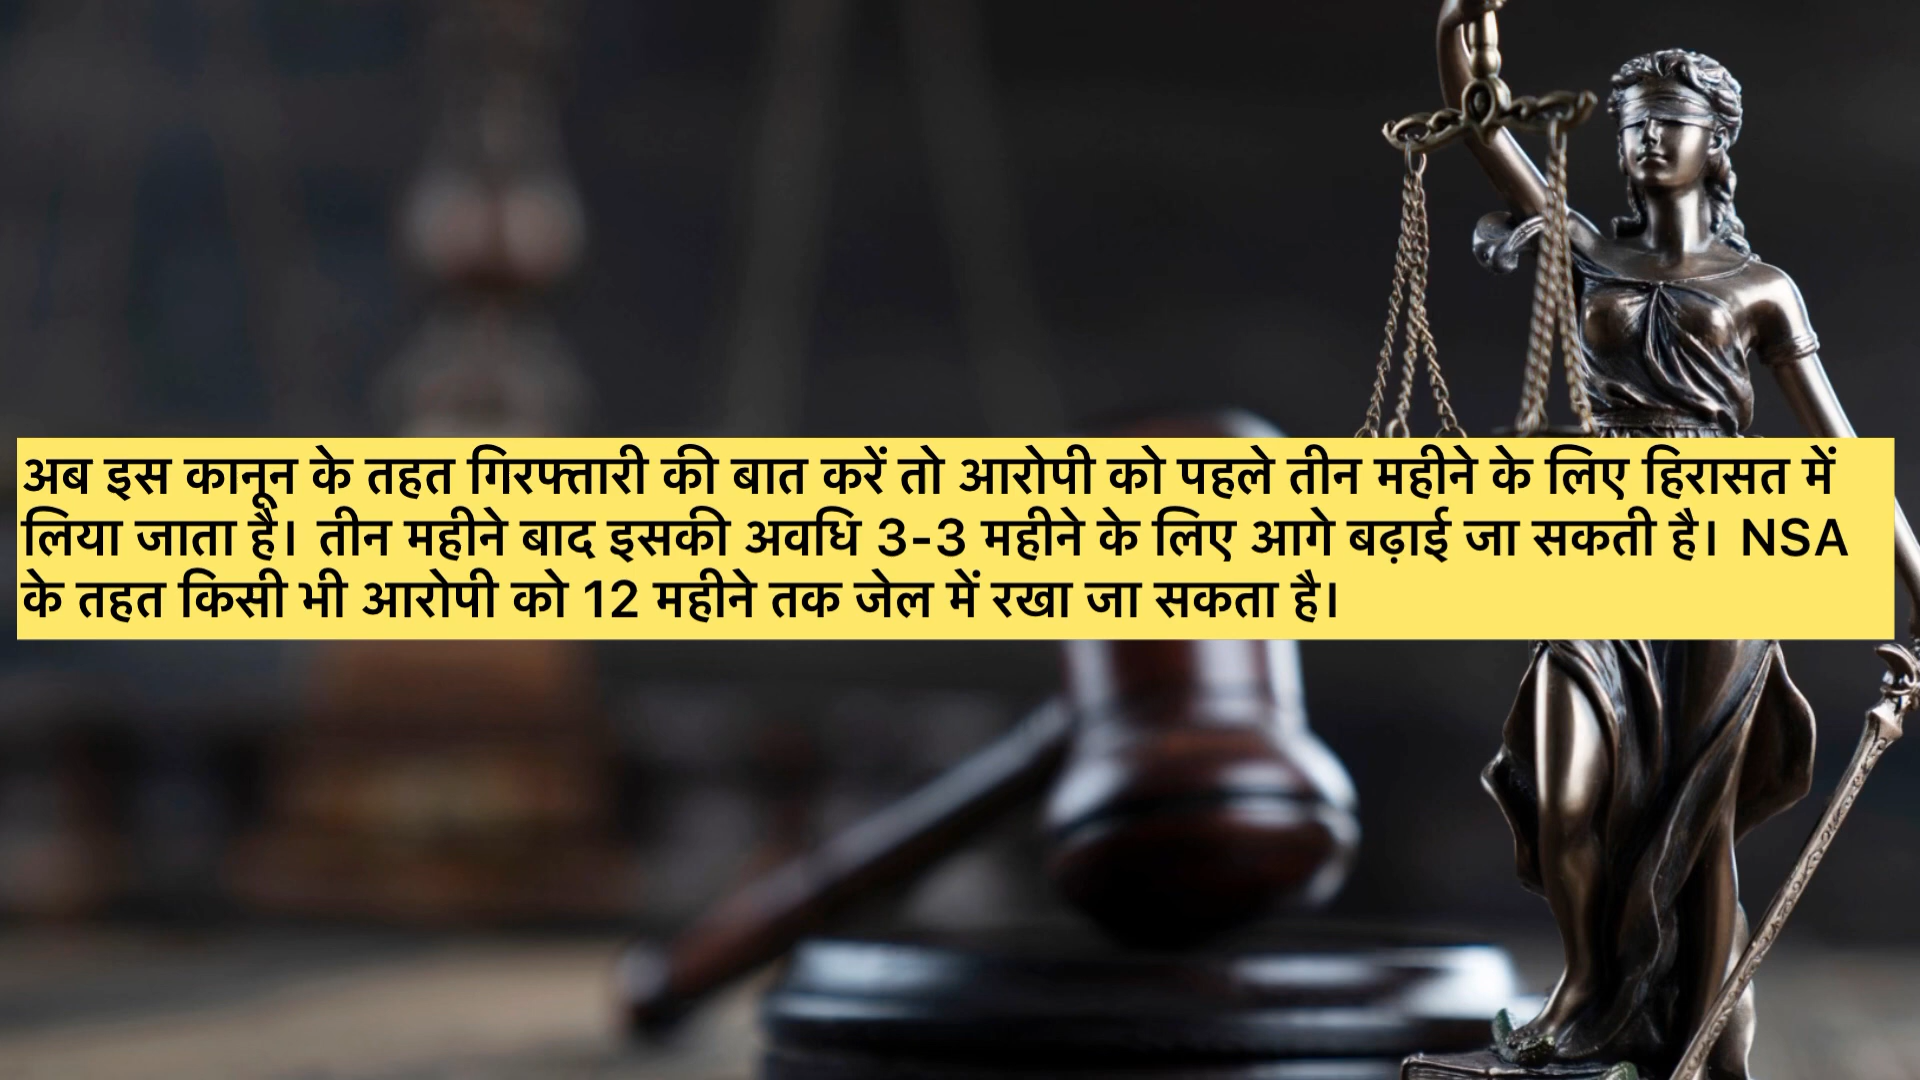 अब इस कानून के तहत गिरफ्तारी की बात करें तो आरोपी को पहले तीन महीने के लिए हिरासत में
लिया जाता है। तीन महीने बाद इसकी अवधि 3-3 महीने के लिए आगे बढ़ाई जा सकती है। NSA
के तहत किसी भी आरोपी को 12 महीने तक जेल में रखा जा सकता है।